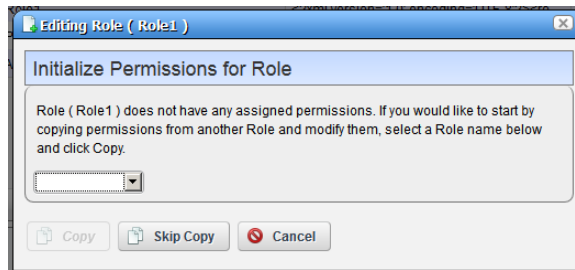 Editing Role ( Role1 )
Initialize Permissions for Role
Role ( Role1 ) does not have any assigned permissions. If you would like to start by
copying permissions from another Role and modify them, select a Role name below
and click Copy.
Copy
Skip Copy
Cancel